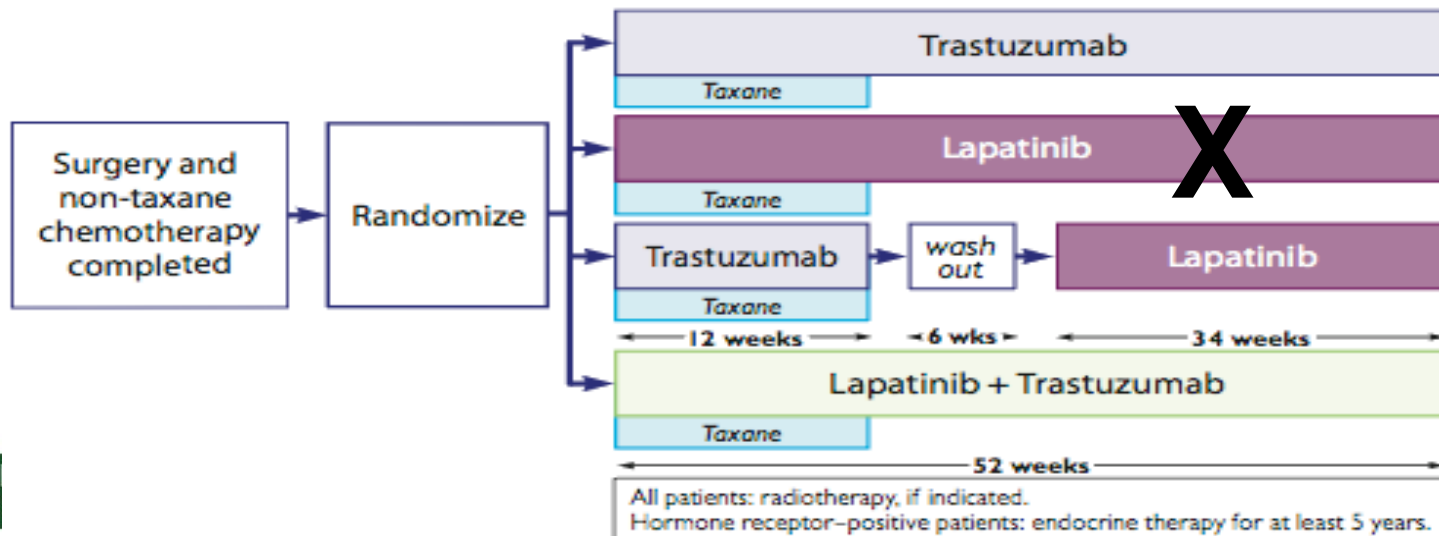 Surgery and
non-taxane
chemotherapy
completed
Randomize
Trastuzumab
Taxane
Lapatinib
X
Taxane
Trastuzumab
wash
out
Lapatinib
Taxane
12 weeks
6 wks
34 weeks
Lapatinib + Trastuzumab
Taxane
52 weeks
All patients: radiotherapy, if indicated.
Hormone receptor–positive patients: endocrine therapy for at least 5 years.